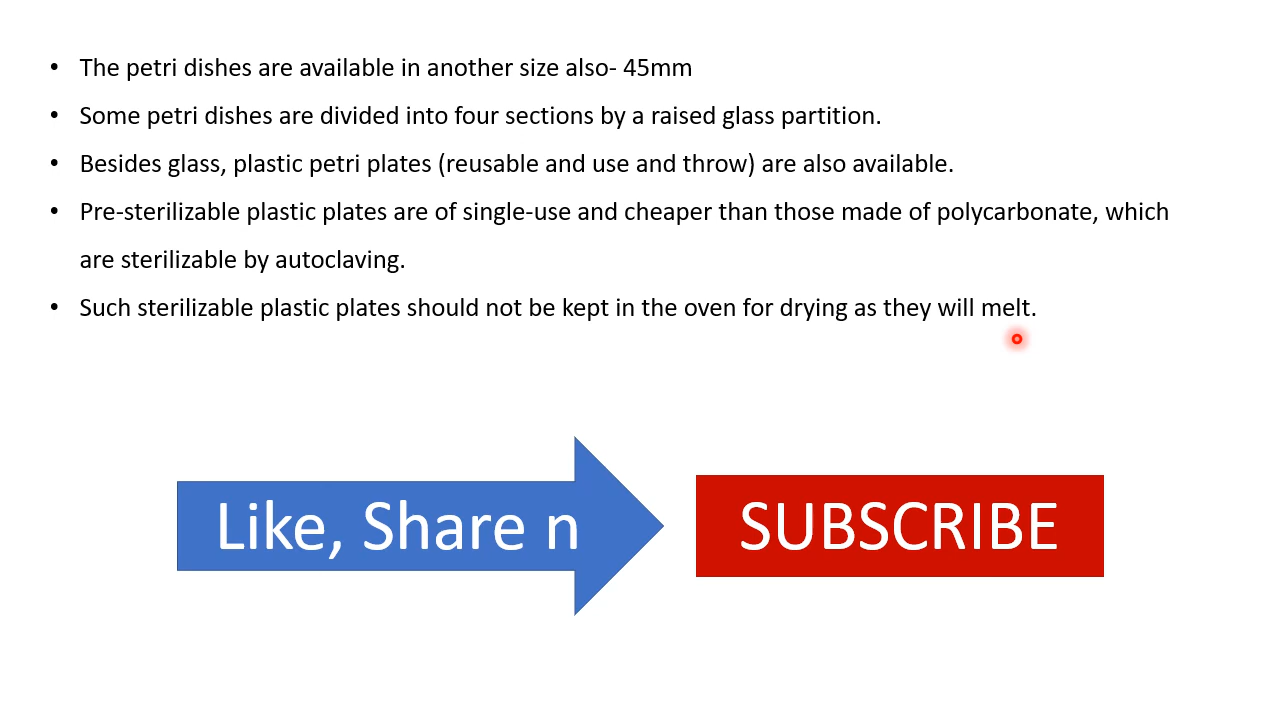 • The petri dishes are available in another size also- 45mm
• Some petri dishes are divided into four sections by a raised glass partition.
• Besides glass, plastic petri plates (reusable and use and throw) are also available.
• Pre-sterilizable plastic plates are of single-use and cheaper than those made of polycarbonate, which
are sterilizable by autoclaving.
• Such sterilizable plastic plates should not be kept in the oven for drying as they will melt.
Like, Share n
SUBSCRIBE